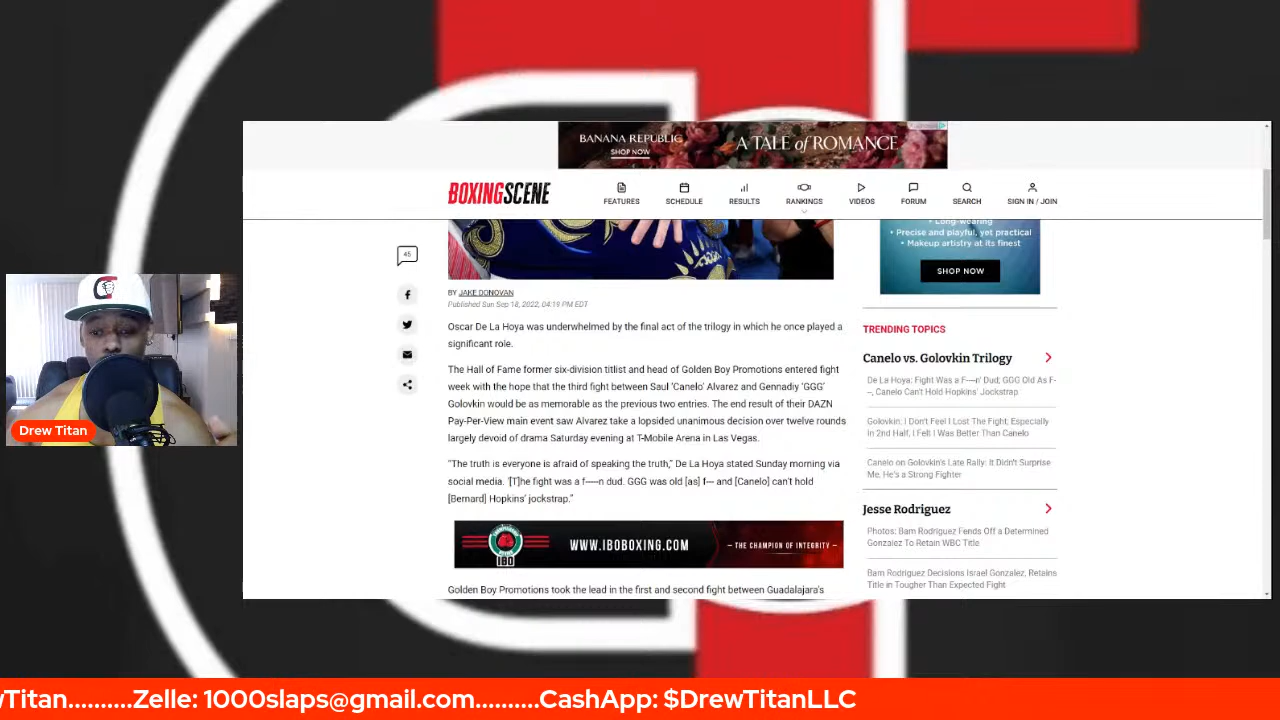 BANANA REPUBLIC
SHOP NOW
A TALE of ROMANCE
BOXINGSCENE
FEATURES
SCHEDULE
RESULTS
RANKINGS
VIDEOS
FORUM
SEARCH
SIGN IN / JOIN
45
BY JAKE DONOVAN
Published Sun Sep 18, 2022, 04:19 PM EDT
Oscar De La Hoya was underwhelmed by the final act of the trilogy in which he once played a
significant role.
The Hall of Fame former six-division titlist and head of Golden Boy Promotions entered fight
week with the hope that the third fight between Saul ‘Canelo’ Alvarez and Gennadiy ‘GGG’
Golovkin would be as memorable as the previous two entries. The end result of their DAZN
Pay-Per-View main event saw Alvarez take a lopsided unanimous decision over twelve rounds
largely devoid of drama Saturday evening at T-Mobile Arena in Las Vegas.
“The truth is everyone is afraid of speaking the truth,” De La Hoya stated Sunday morning via
social media. ‘[T]he fight was a f----n dud. GGG was old [as] f--- and [Canelo] can’t hold
[Bernard] Hopkins’ jockstrap.”
IBO
WWW.IBOBOXING.COM
– THE CHAMPION OF INTEGRITY –
Golden Boy Promotions took the lead in the first and second fight between Guadalajara’s
• Long-wearing
• Precise and playful, yet practical
• Makeup artistry at its finest
SHOP NOW
TRENDING TOPICS
Canelo vs. Golovkin Trilogy
De La Hoya: Fight Was a F----n' Dud; GGG Old As F-
--, Canelo Can't Hold Hopkins' Jockstrap
Golovkin: I Don't Feel I Lost The Fight; Especially
In 2nd Half, I Felt I Was Better Than Canelo
Canelo on Golovkin's Late Rally: It Didn't Surprise
Me, He's a Strong Fighter
Jesse Rodriguez
Photos: Bam Rodriguez Fends Off a Determined
Gonzalez To Retain WBC Title
Bam Rodriguez Decisions Israel Gonzalez, Retains
Title in Tougher Than Expected Fight
Drew Titan
wTitan..........Zelle: 1000slaps@gmail.com..........CashApp: $DrewTitanLLC